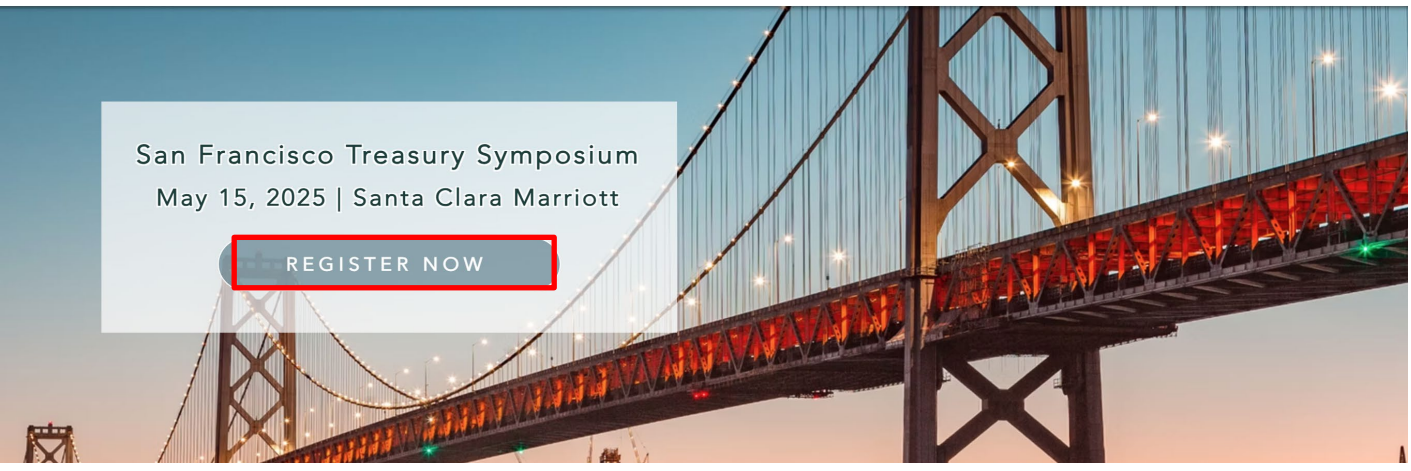 San Francisco Treasury Symposium
May 15, 2025 | Santa Clara Marriott
REGISTER NOW